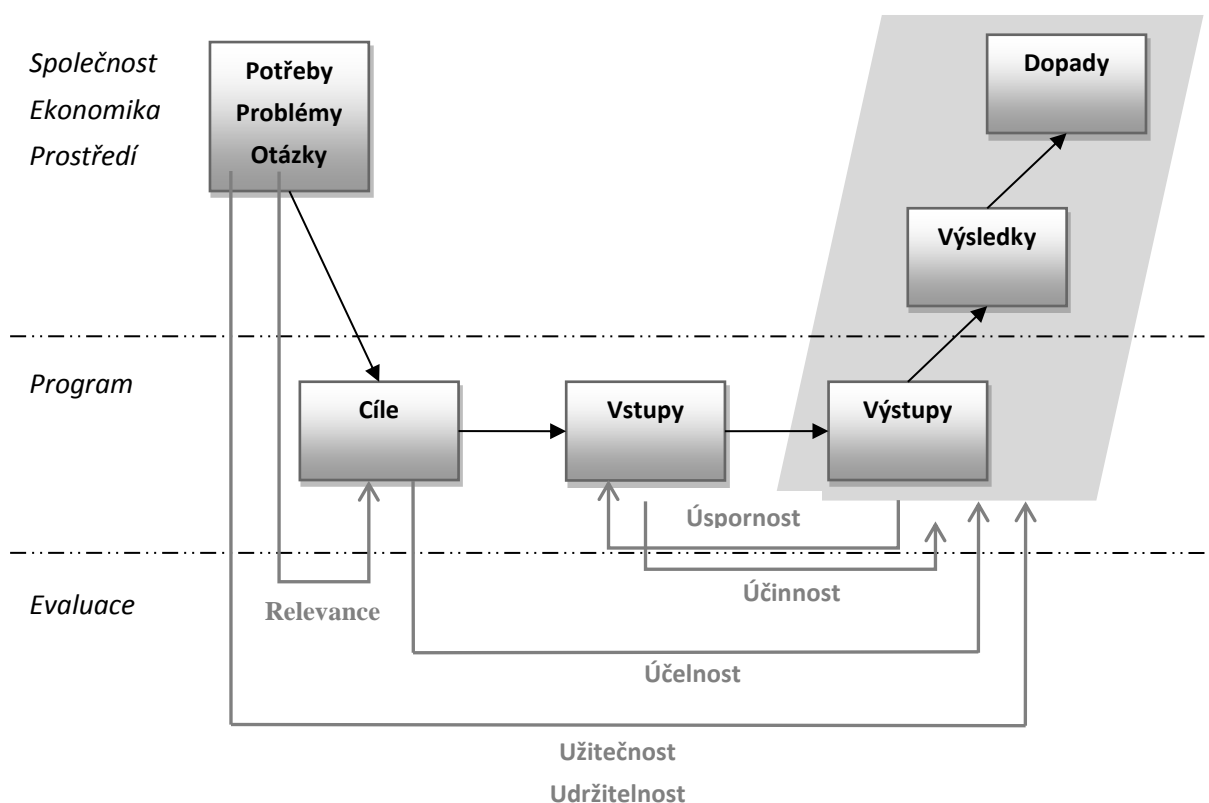 Společnost
Ekonomika
Prostředí
Potřeby
Problémy
Otázky
Dopady
Výsledky
Program
Cíle
Vstupy
Výstupy
Úspornost
Evaluace
Relevance
Účinnost
Účelnost
Užitečnost
Udržitelnost